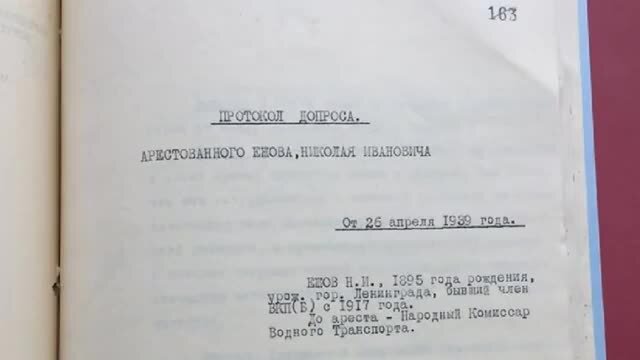 163
ПРОТОКОЛ ДОПРОСА.
АРЕСТОВАННОГО ЕЖОВА, НИКОЛАЯ ИВАНОВИЧА
От 26 апреля 1939 года.
ЕЖОВ Н.И., 1895 года рождения,
урож. гор. Ленинграда, бывший член
ВКП(б) с 1917 года.
До ареста - Народный Комиссар
Водного Транспорта.